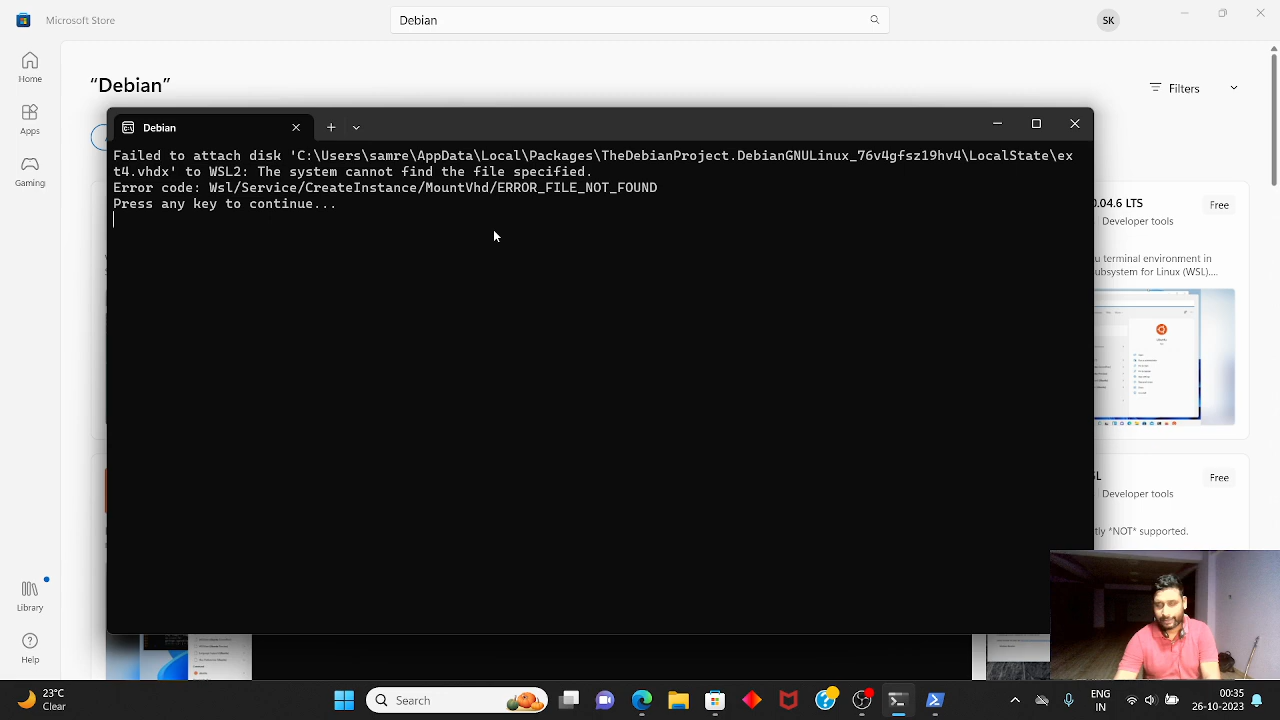 Microsoft Store
Debian
SK
Home
Apps
Gaming
Library
Help
“Debian”
Filters
Debian
Failed to attach disk 'C:\Users\samre\AppData\Local\Packages\TheDebianProject.DebianGNULinux_76v4gfsz19hv4\LocalState\ex
t4.vhdx' to WSL2: The system cannot find the file specified.
Error code: Wsl/Service/CreateInstance/MountVhd/ERROR_FILE_NOT_FOUND
Press any key to continue...
0.04.6 LTS
Free
Developer tools
u terminal environment in
ubsystem for Linux (WSL)....
SL
Free
Developer tools
tly *NOT* supported.
23°C
Clear
Search
ENG
IN
00:35
26-10-2023